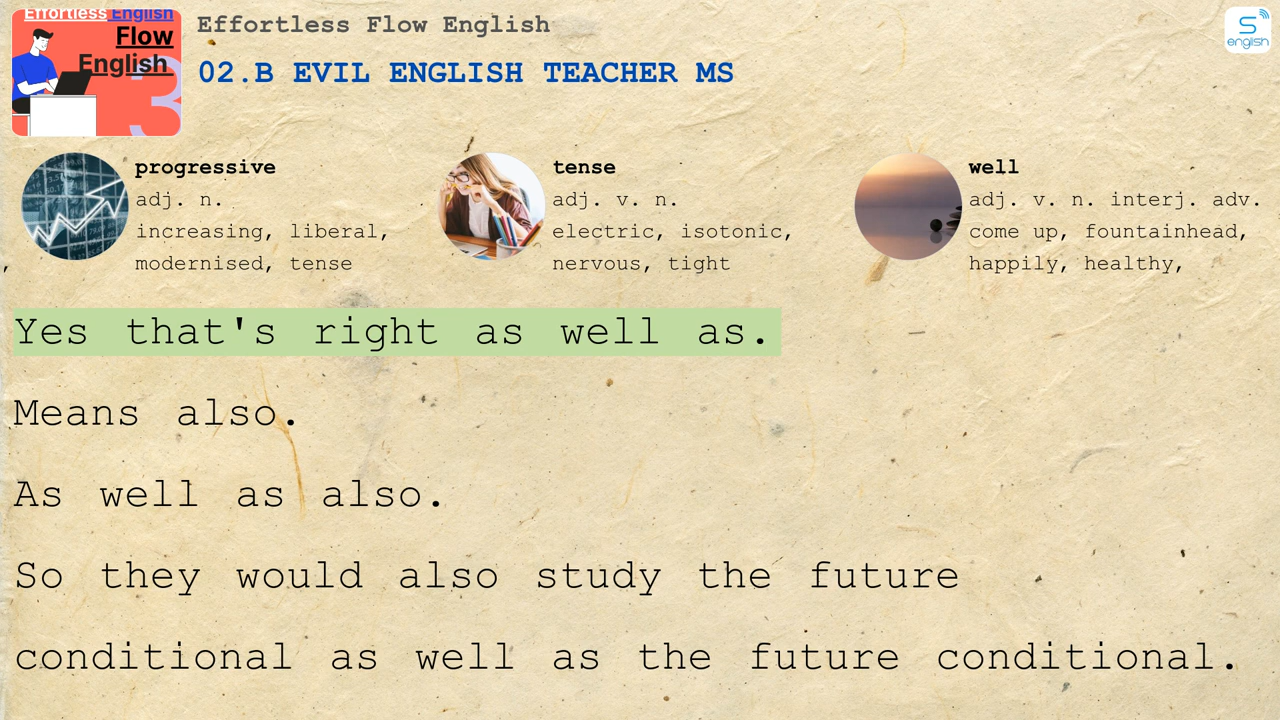 Effortless English
Flow
English
3
Effortless Flow English
02.B EVIL ENGLISH TEACHER MS
S
english
progressive
adj. n.
increasing, liberal,
modernised, tense
tense
adj. v. n.
electric, isotonic,
nervous, tight
well
adj. v. n. interj. adv.
come up, fountainhead,
happily, healthy,
,
Yes that's right as well as.
Means also.
As well as also.
So they would also study the future
conditional as well as the future conditional.